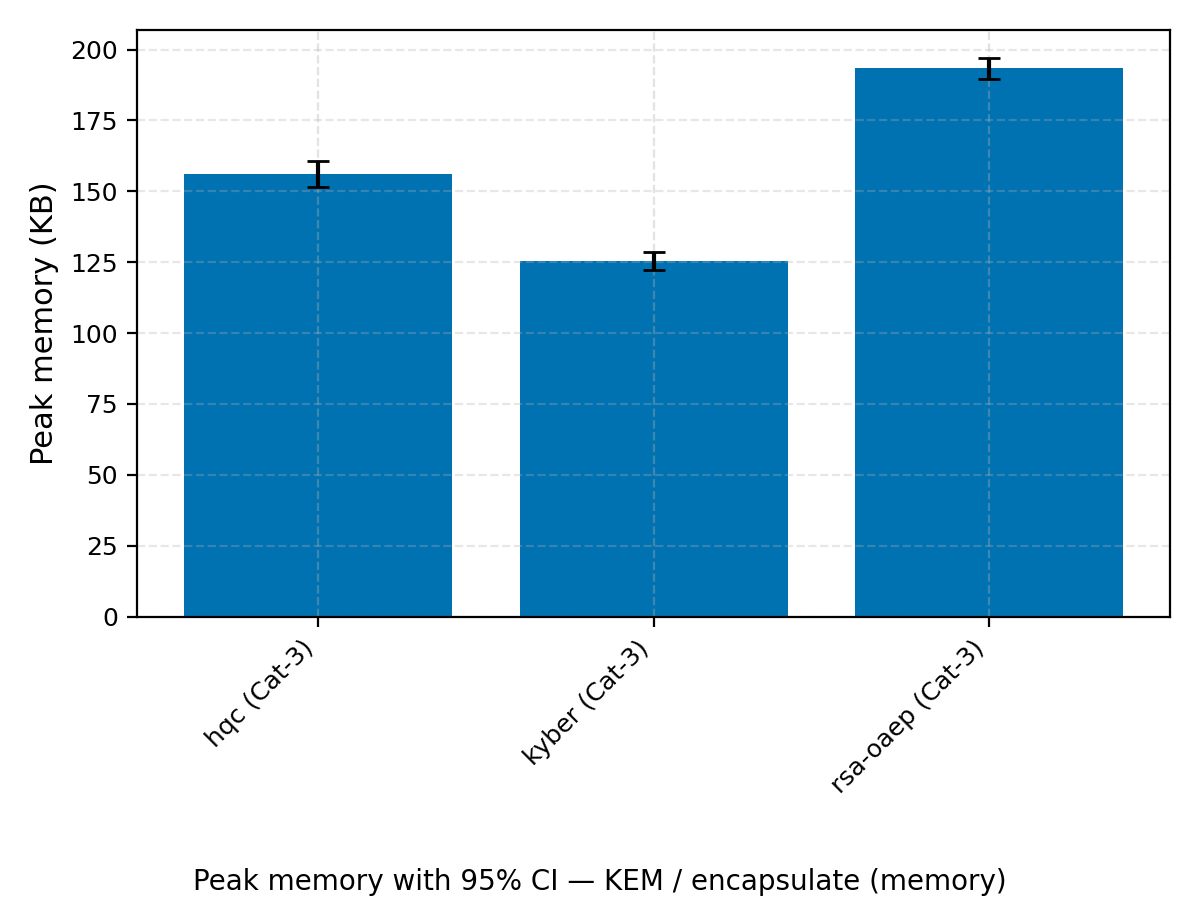 200
175
150
125
100
75
50
25
0
Peak memory (KB)
hqc (Cat-3)
kyber (Cat-3)
rsa-oaep (Cat-3)
Peak memory with 95% CI — KEM / encapsulate (memory)